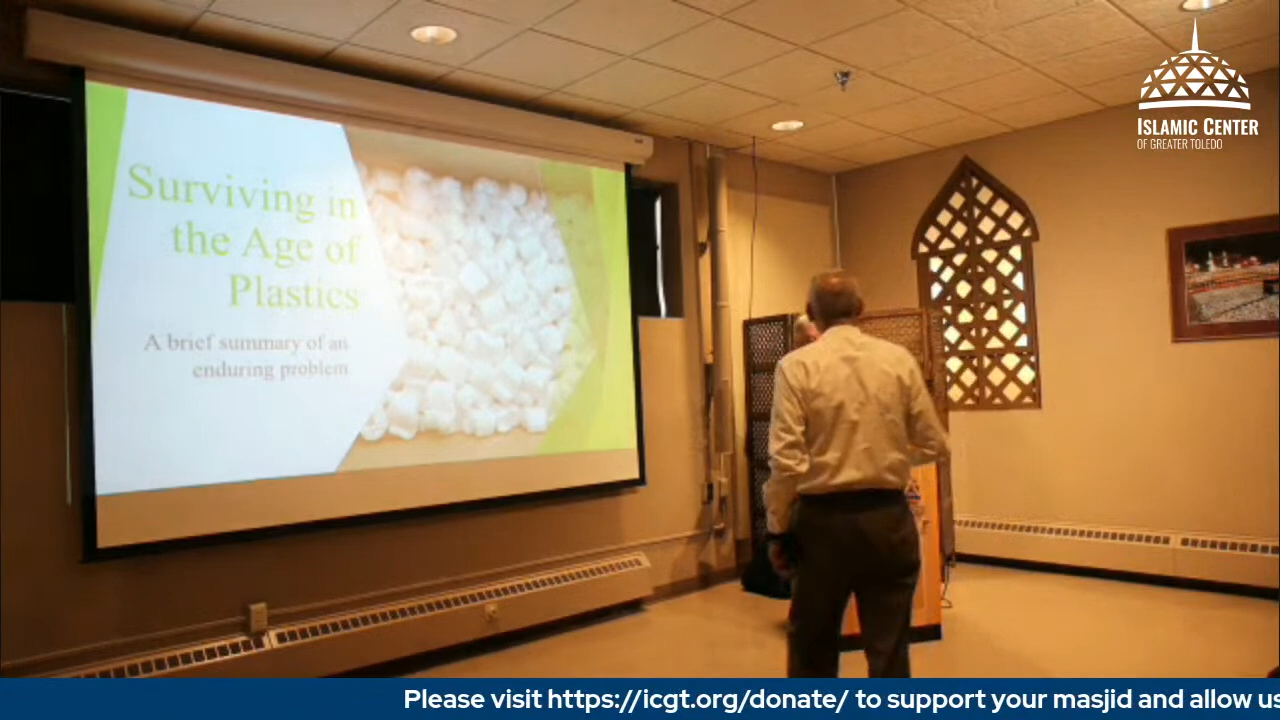 Surviving in
the Age of
Plastics
A brief summary of an
enduring problem
ISLAMIC CENTER
OF GREATER TOLEDO
Please visit https://icgt.org/donate/ to support your masjid and allow us